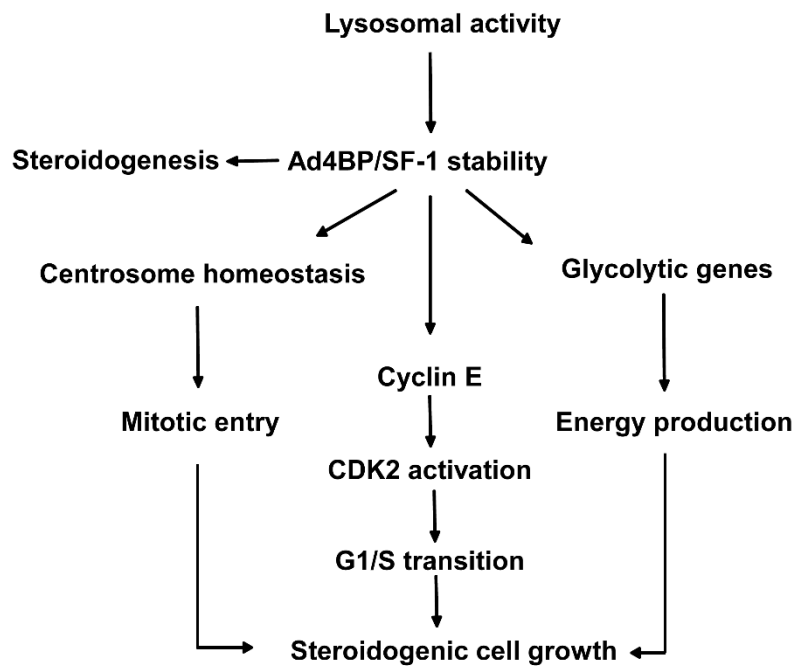 Lysosomal activity
Steroidogenesis
Ad4BP/SF-1 stability
Centrosome homeostasis
Glycolytic genes
Cyclin E
Mitotic entry
Energy production
CDK2 activation
G1/S transition
Steroidogenic cell growth